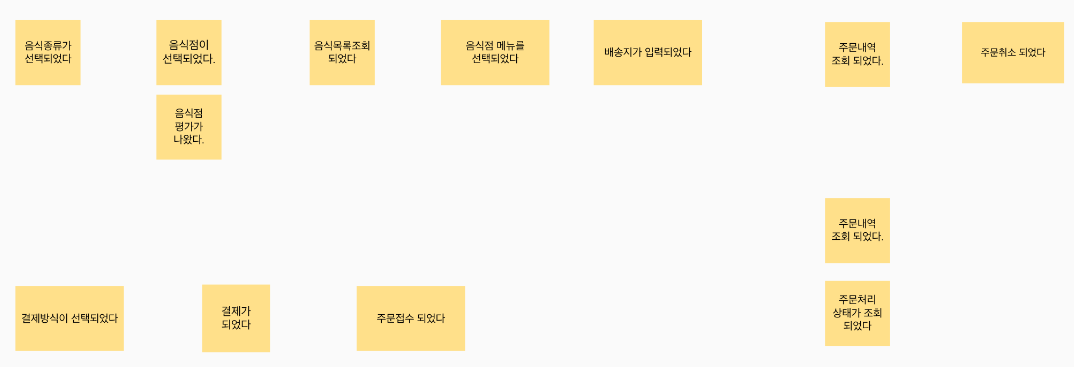 음식종류가
선택되었다
음식점이
선택되었다.
음식목록조회
되었다
음식점 메뉴를
선택되었다
배송지가 입력되었다
주문내역
조회 되었다.
주문취소 되었다
음식점
평가가
나왔다.
주문내역
조회 되었다.
결제방식이 선택되었다
결제가
되었다
주문접수 되었다
주문처리
상태가 조회
되었다